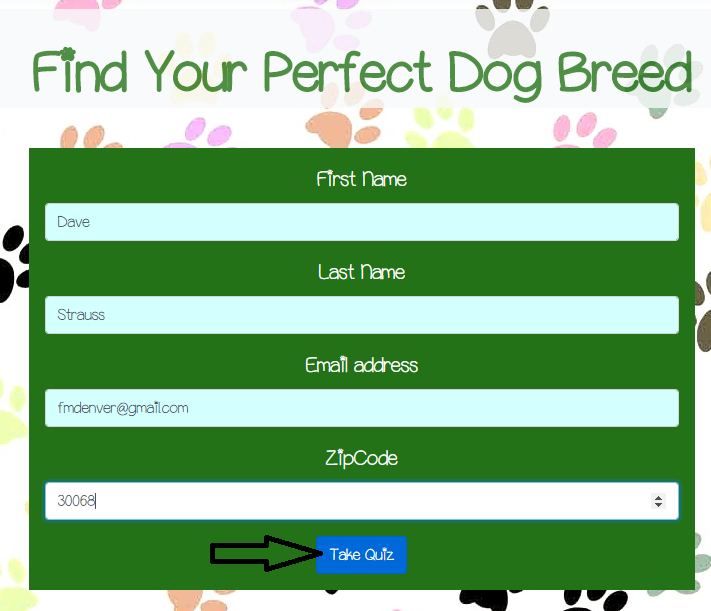 Find Your Perfect Dog Breed
First Name
Dave
Last Name
Strauss
Email address
fmdenver@gmail.com
ZipCode
30068
Take Quiz